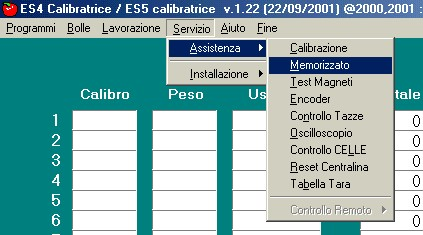 ES4 Calibratrice / ES5 calibratrice v.1.22 (22/09/2001) @2000,2001 :
Programmi Bolle Lavorazione Servizio Aiuto Fine
Assistenza
Installazione
Calibrazione
Memorizzato
Test Magneti
Encoder
Controllo Tazze
Oscilloscopio
Controllo CELLE
Reset Centralina
Tabella Tara
Controllo Remoto
Calibro Peso Us tale
1 0
2 0
3 0
4 0
5 0
6 0